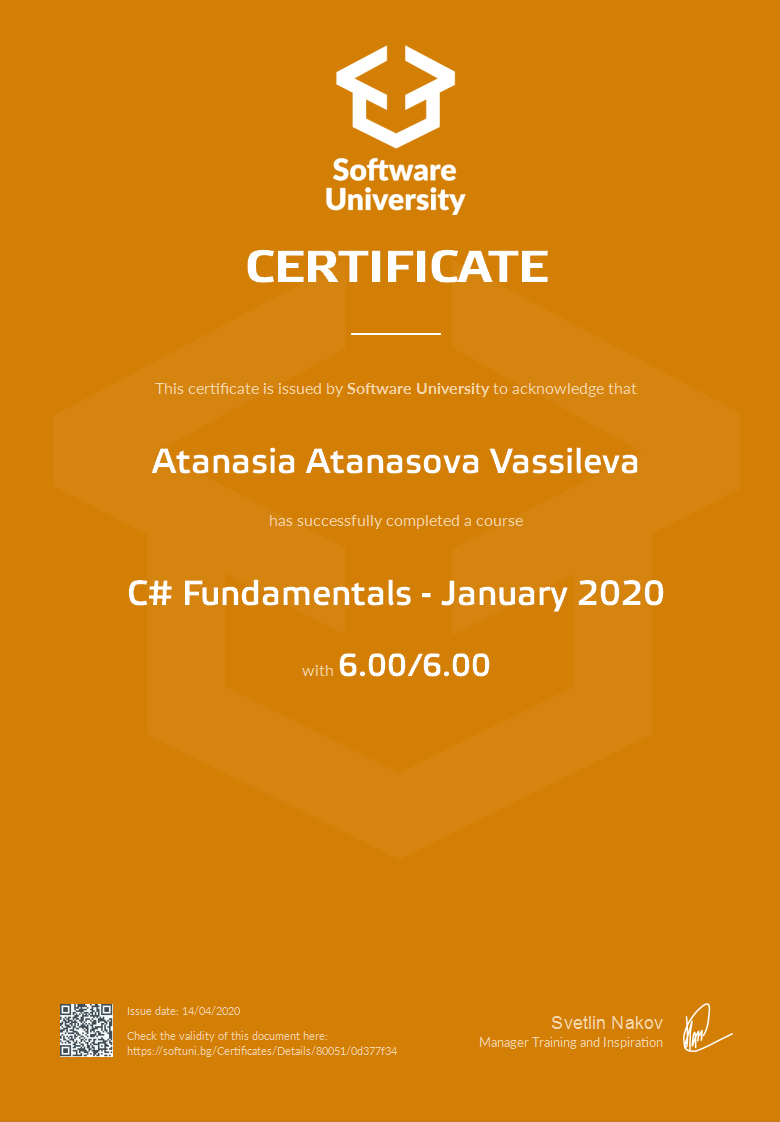 Software
University
CERTIFICATE
This certificate is issued by Software University to acknowledge that
Atanasia Atanasova Vassileva
has successfully completed a course
C# Fundamentals - January 2020
with 6.00/6.00
Issue date: 14/04/2020
Check the validity of this document here:
https://softuni.bg/Certificates/Details/80051/0d377f34
Svetlin Nakov
Manager Training and Inspiration